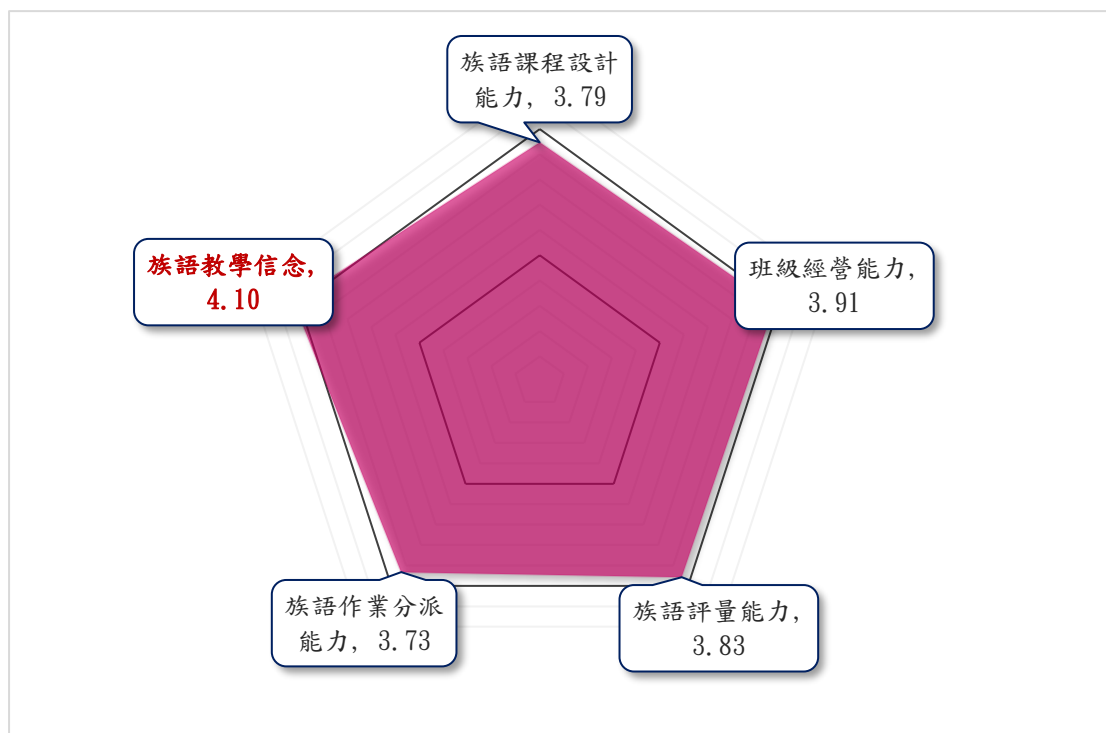 族語課程設計
能力, 3.79
族語教學信念,
4.10
班級經營能力,
3.91
族語作業分派
能力, 3.73
族語評量能力,
3.83